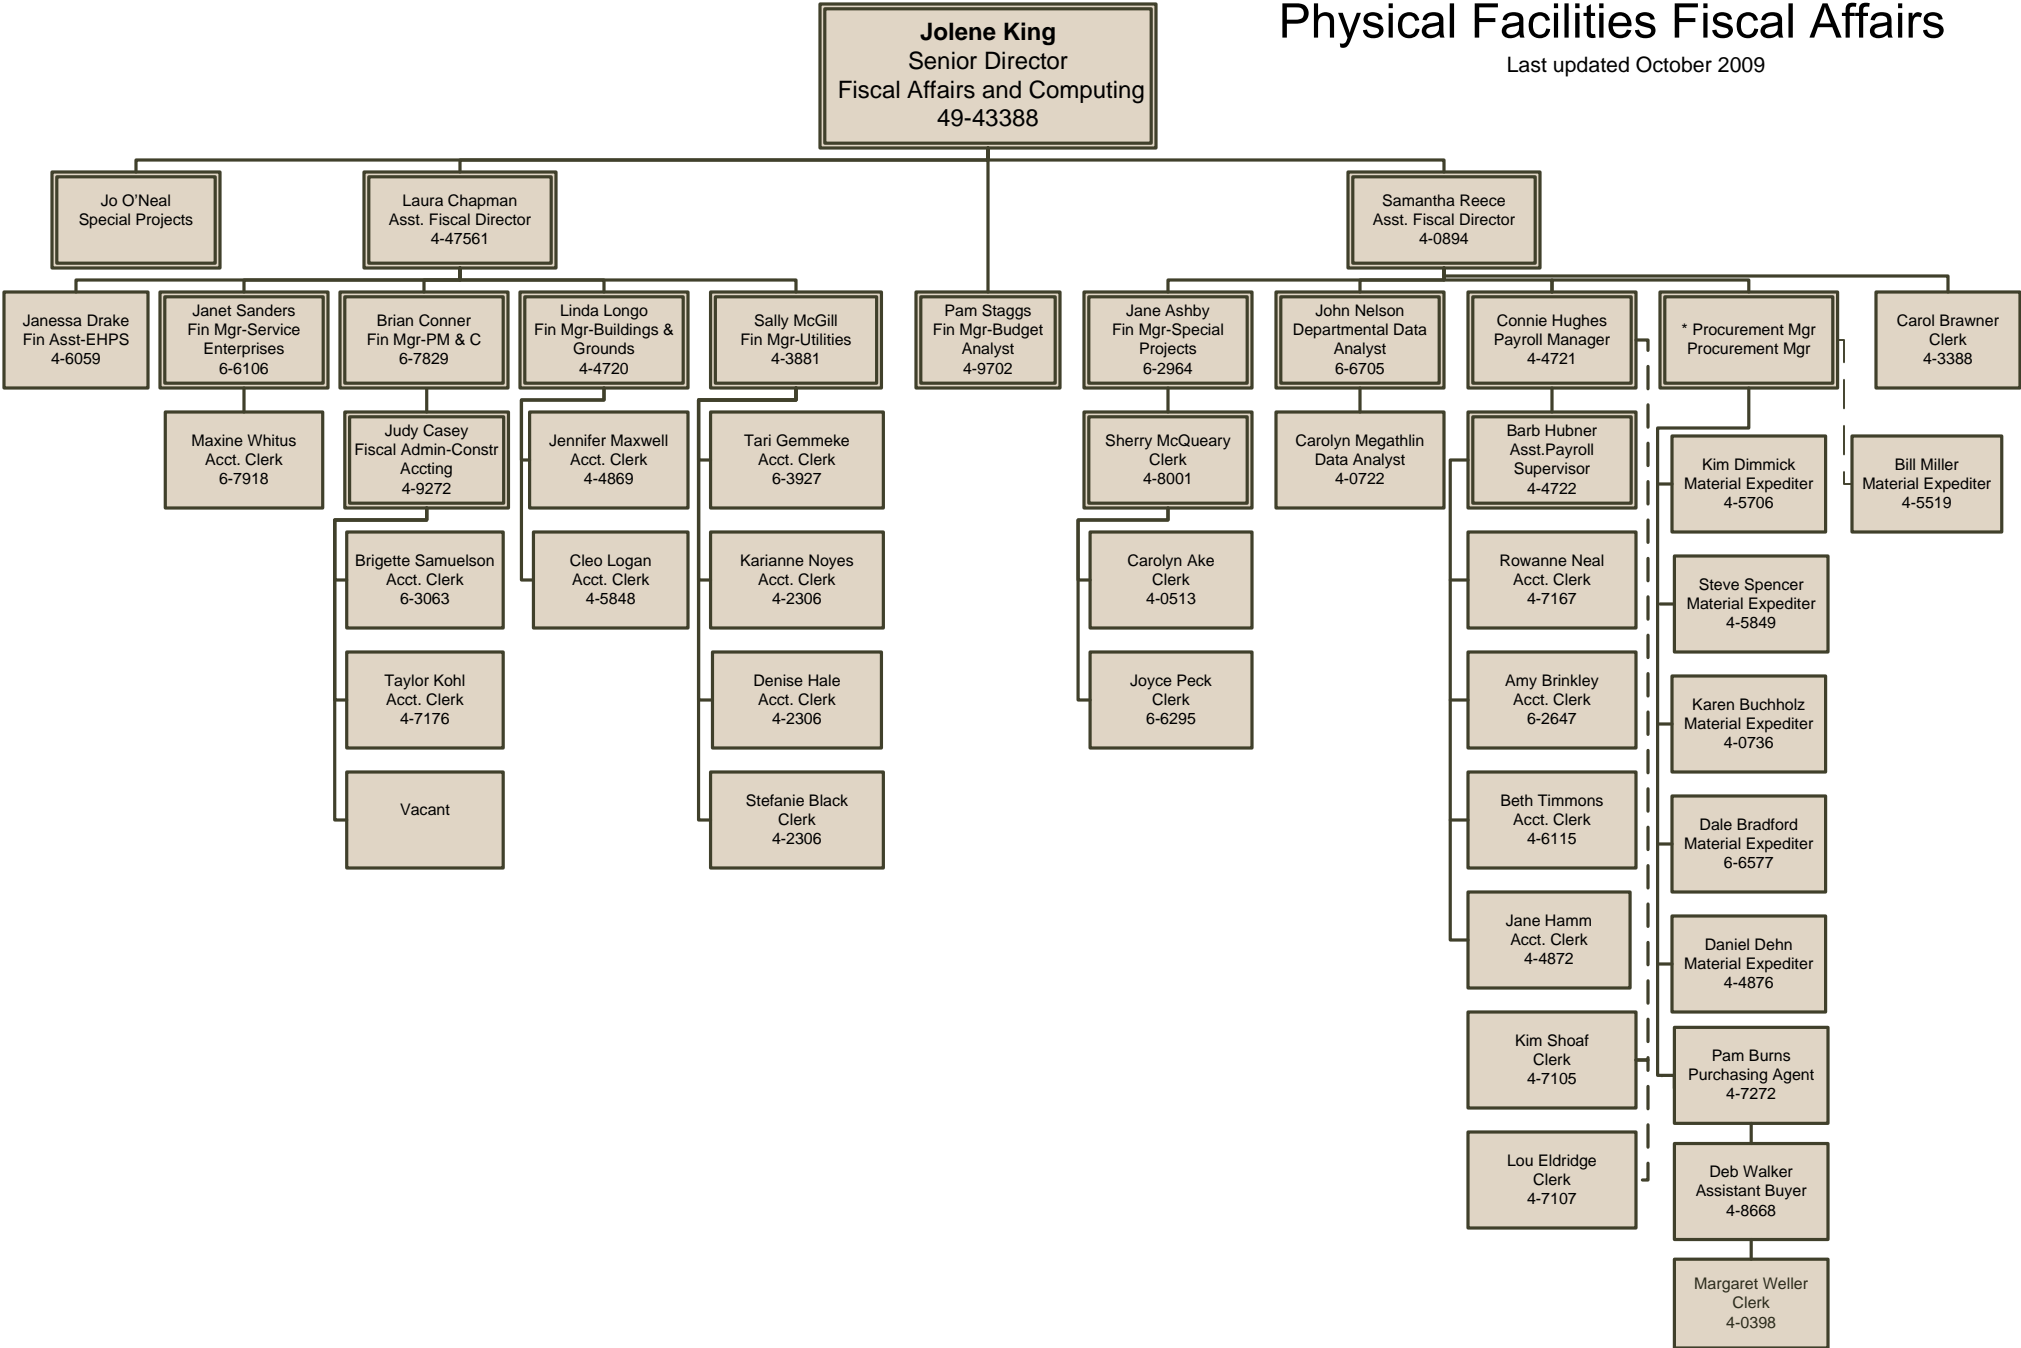 Physical Facilities Fiscal Affairs
Last updated October 2009
Jolene King
Senior Director
Fiscal Affairs and Computing
49-43388
Jo O’Neal
Special Projects
Laura Chapman
Asst. Fiscal Director
4-47561
Samantha Reece
Asst. Fiscal Director
4-0894
Janessa Drake
Fin Asst-EHPS
4-6059
Janet Sanders
Fin Mgr-Service
Enterprises
6-6106
Brian Conner
Fin Mgr-PM & C
6-7829
Linda Longo
Fin Mgr-Buildings &
Grounds
4-4720
Sally McGill
Fin Mgr-Utilities
4-3881
Pam Staggs
Fin Mgr-Budget
Analyst
4-9702
Jane Ashby
Fin Mgr-Special
Projects
6-2964
John Nelson
Departmental Data
Analyst
6-6705
Connie Hughes
Payroll Manager
4-4721
* Procurement Mgr
Procurement Mgr
Carol Brawner
Clerk
4-3388
Maxine Whitus
Acct. Clerk
6-7918
Judy Casey
Fiscal Admin-Constr
Accting
4-9272
Jennifer Maxwell
Acct. Clerk
4-4869
Tari Gemmeke
Acct. Clerk
6-3927
Sherry McQueary
Clerk
4-8001
Carolyn Megathlin
Data Analyst
4-0722
Barb Hubner
Asst.Payroll
Supervisor
4-4722
Kim Dimmick
Material Expediter
4-5706
Bill Miller
Material Expediter
4-5519
Brigette Samuelson
Acct. Clerk
6-3063
Cleo Logan
Acct. Clerk
4-5848
Karianne Noyes
Acct. Clerk
4-2306
Carolyn Ake
Clerk
4-0513
Rowanne Neal
Acct. Clerk
4-7167
Steve Spencer
Material Expediter
4-5849
Taylor Kohl
Acct. Clerk
4-7176
Denise Hale
Acct. Clerk
4-2306
Joyce Peck
Clerk
6-6295
Amy Brinkley
Acct. Clerk
6-2647
Karen Buchholz
Material Expediter
4-0736
Vacant
Stefanie Black
Clerk
4-2306
Beth Timmons
Acct. Clerk
4-6115
Dale Bradford
Material Expediter
6-6577
Jane Hamm
Acct. Clerk
4-4872
Daniel Dehn
Material Expediter
4-4876
Kim Shoaf
Clerk
4-7105
Pam Burns
Purchasing Agent
4-7272
Lou Eldridge
Clerk
4-7107
Deb Walker
Assistant Buyer
4-8668
Margaret Weller
Clerk
4-0398